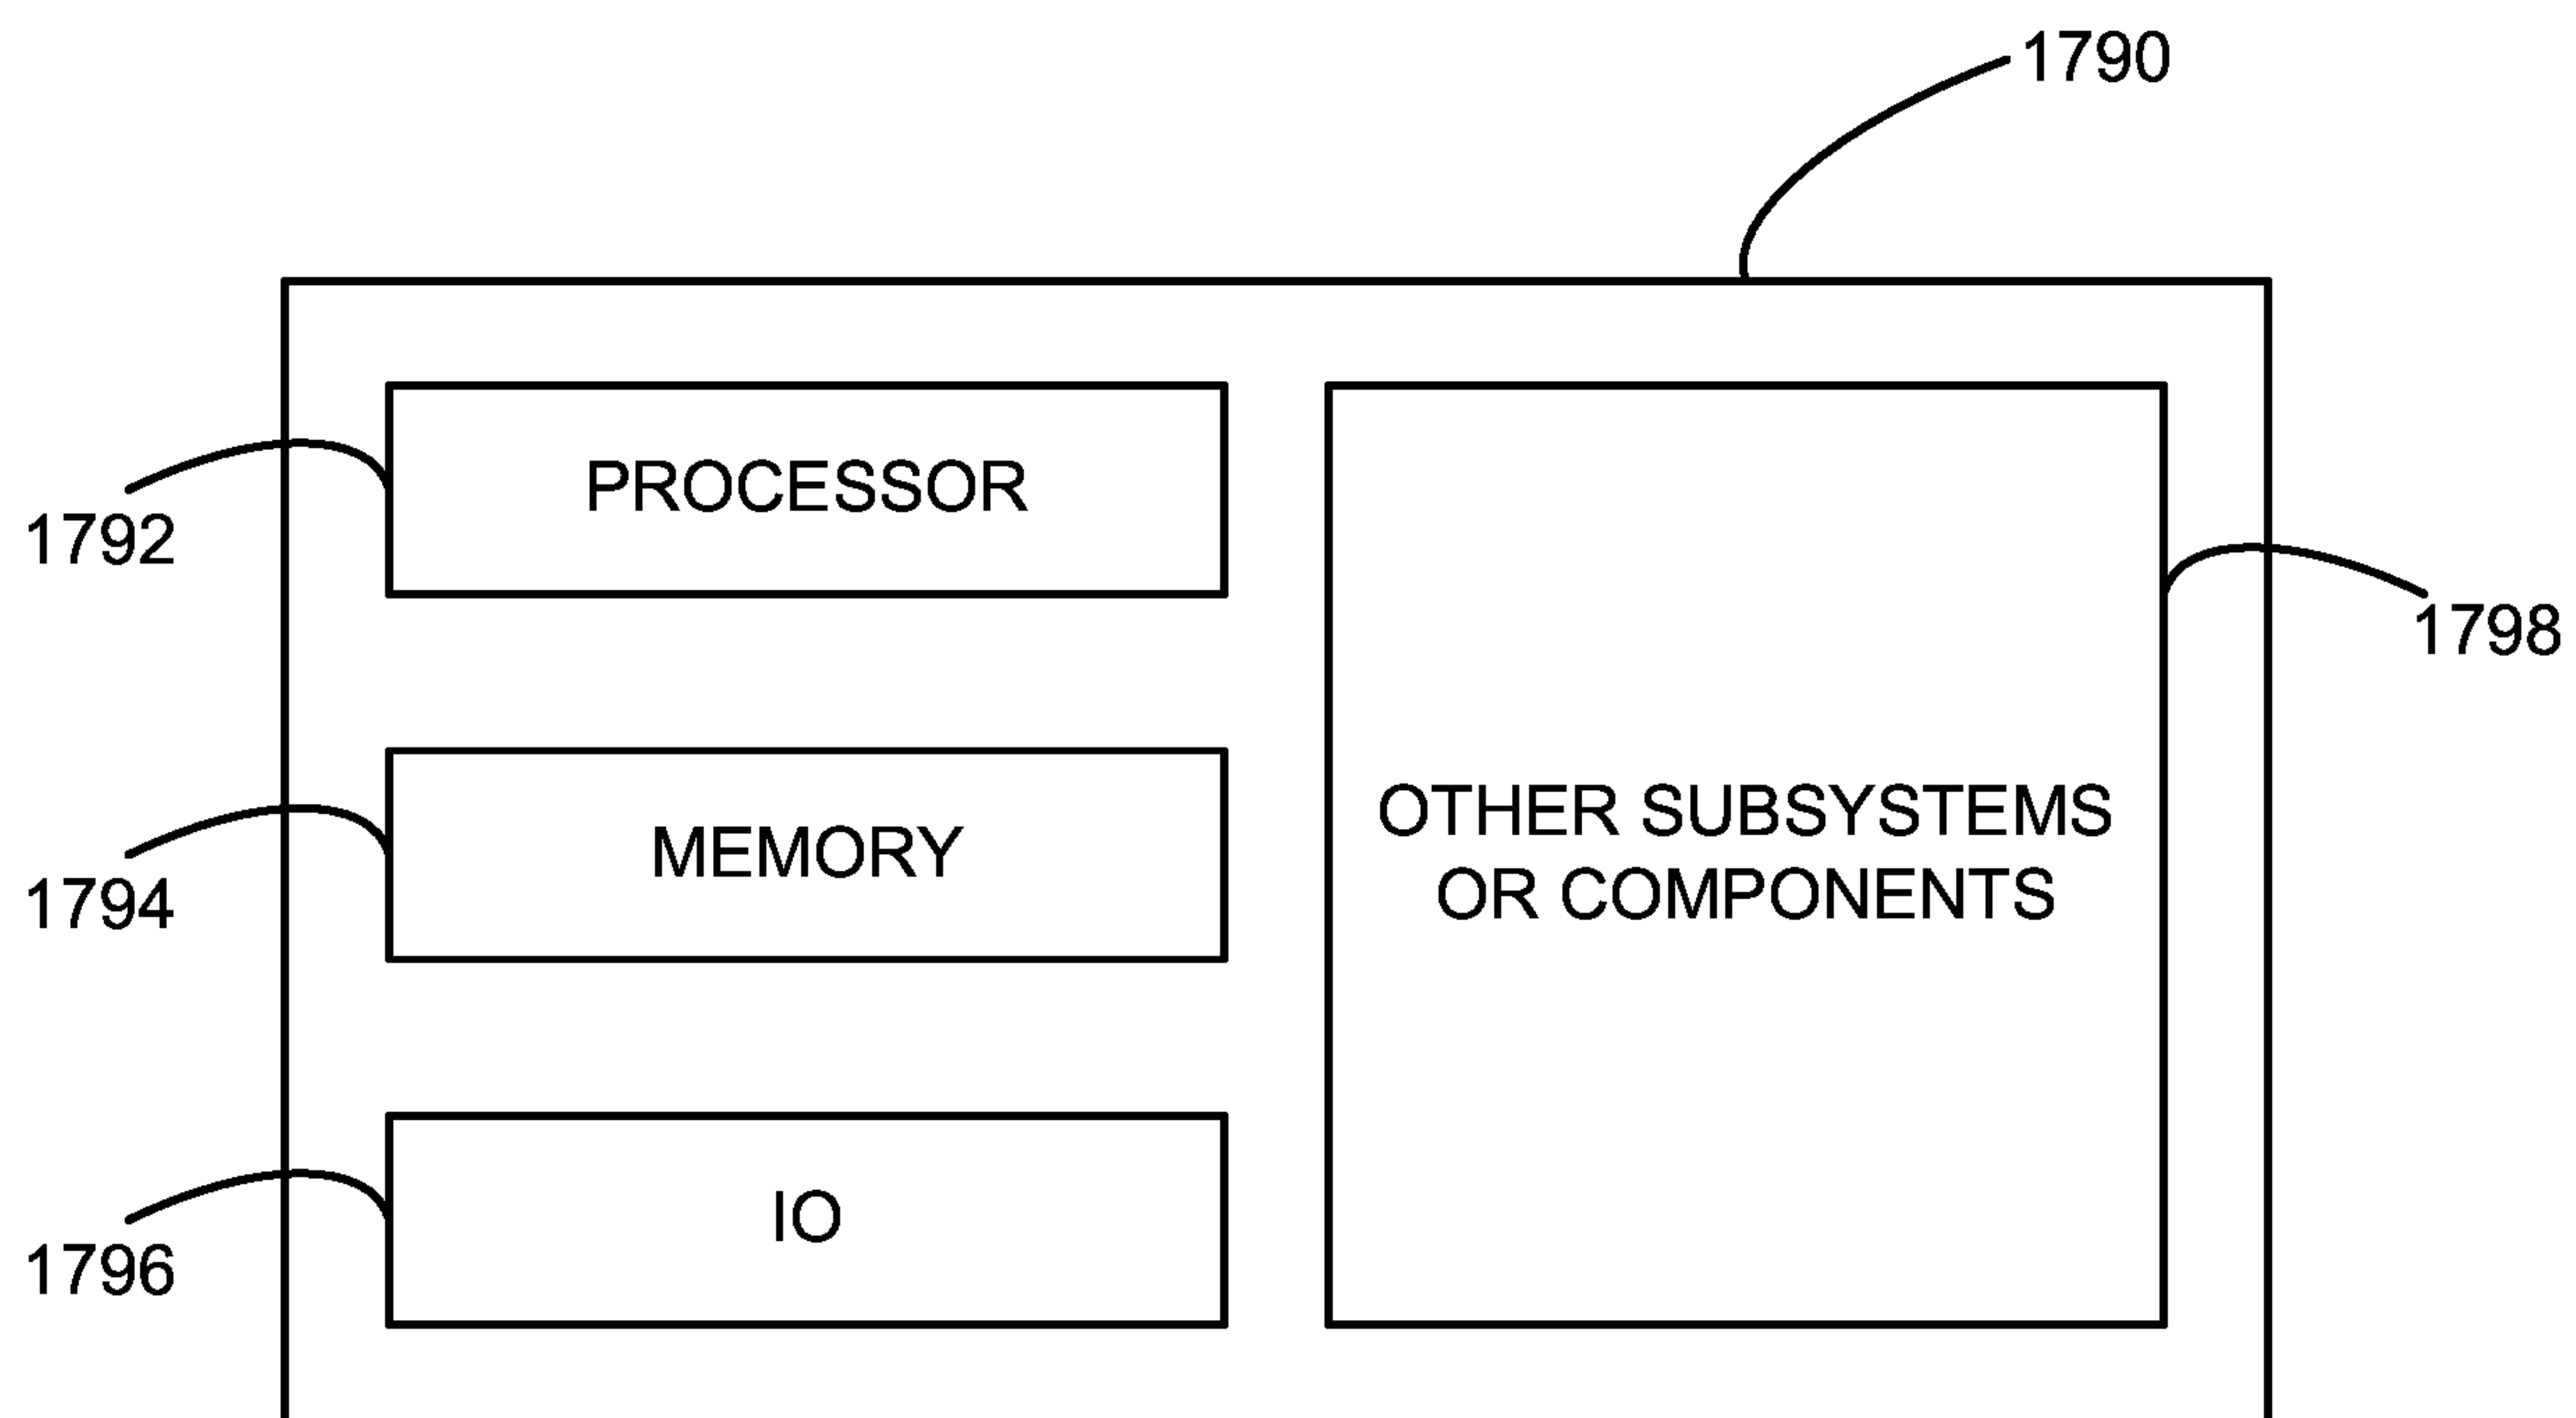 1790
PROCESSOR
1792
1798
MEMORY
OTHER SUBSYSTEMS
OR COMPONENTS
1794
IO
1796